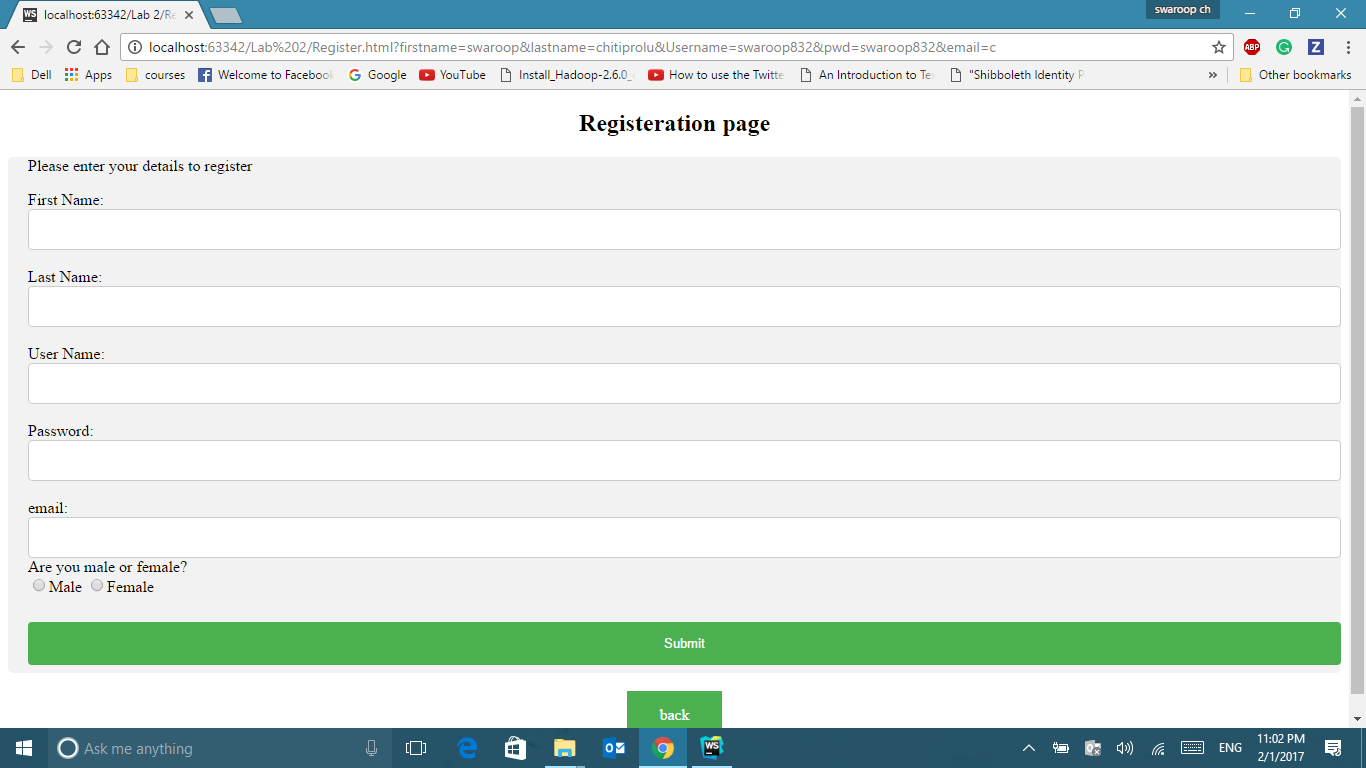 swaroop ch
localhost:63342/Lab 2/Re
localhost:63342/Lab%202/Register.html?firstname=swaroop&lastname=chitiprolu&Username=swaroop832&pwd=swaroop832&email=c
ABP
Z
Dell Apps courses Welcome to Facebook Google YouTube Install_Hadoop-2.6.0_ How to use the Twitte An Introduction to Te "Shibboleth Identity P » Other bookmarks
Registeration page
Please enter your details to register
First Name:
Last Name:
User Name:
Password:
email:
Are you male or female?
Male Female
Submit
back
Ask me anything
WS
ENG
11:02 PM
2/1/2017